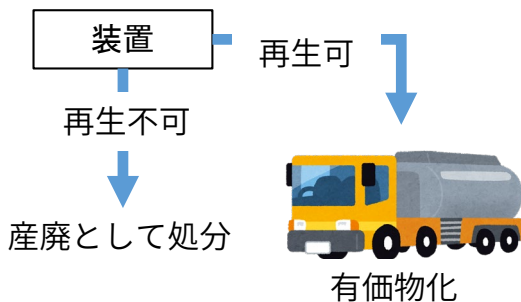 装置
再生可
再生不可
産廃として処分
有価物化